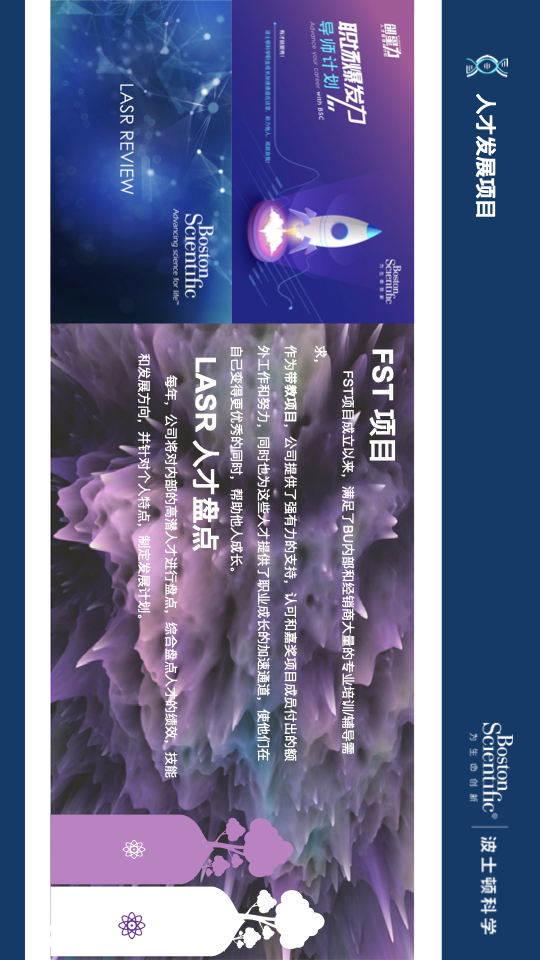 人才发展项目
Boston
Scientific®
为生命创新
波士顿科学
职场爆发力
导师计划
Advance your career with BSC
Boston
Scientific
为生命创新
LASR REVIEW
Boston
Scientific
Advancing science for life™
FST 项目
FST项目成立以来，满足了BU内部和经销商大量的专业培训/辅导需
求，
作为带教项目，公司提供了强有力的支持，认可和嘉奖项目成员付出的额
外工作和努力，同时也为这些人才提供了职业成长的加速通道，使他们在
自己变得更优秀的同时，帮助他人成长。
LASR 人才盘点
每年，公司将对内部的高潜人才进行盘点，综合盘点人才的绩效，技能
和发展方向，并针对个人特点，制定发展计划。